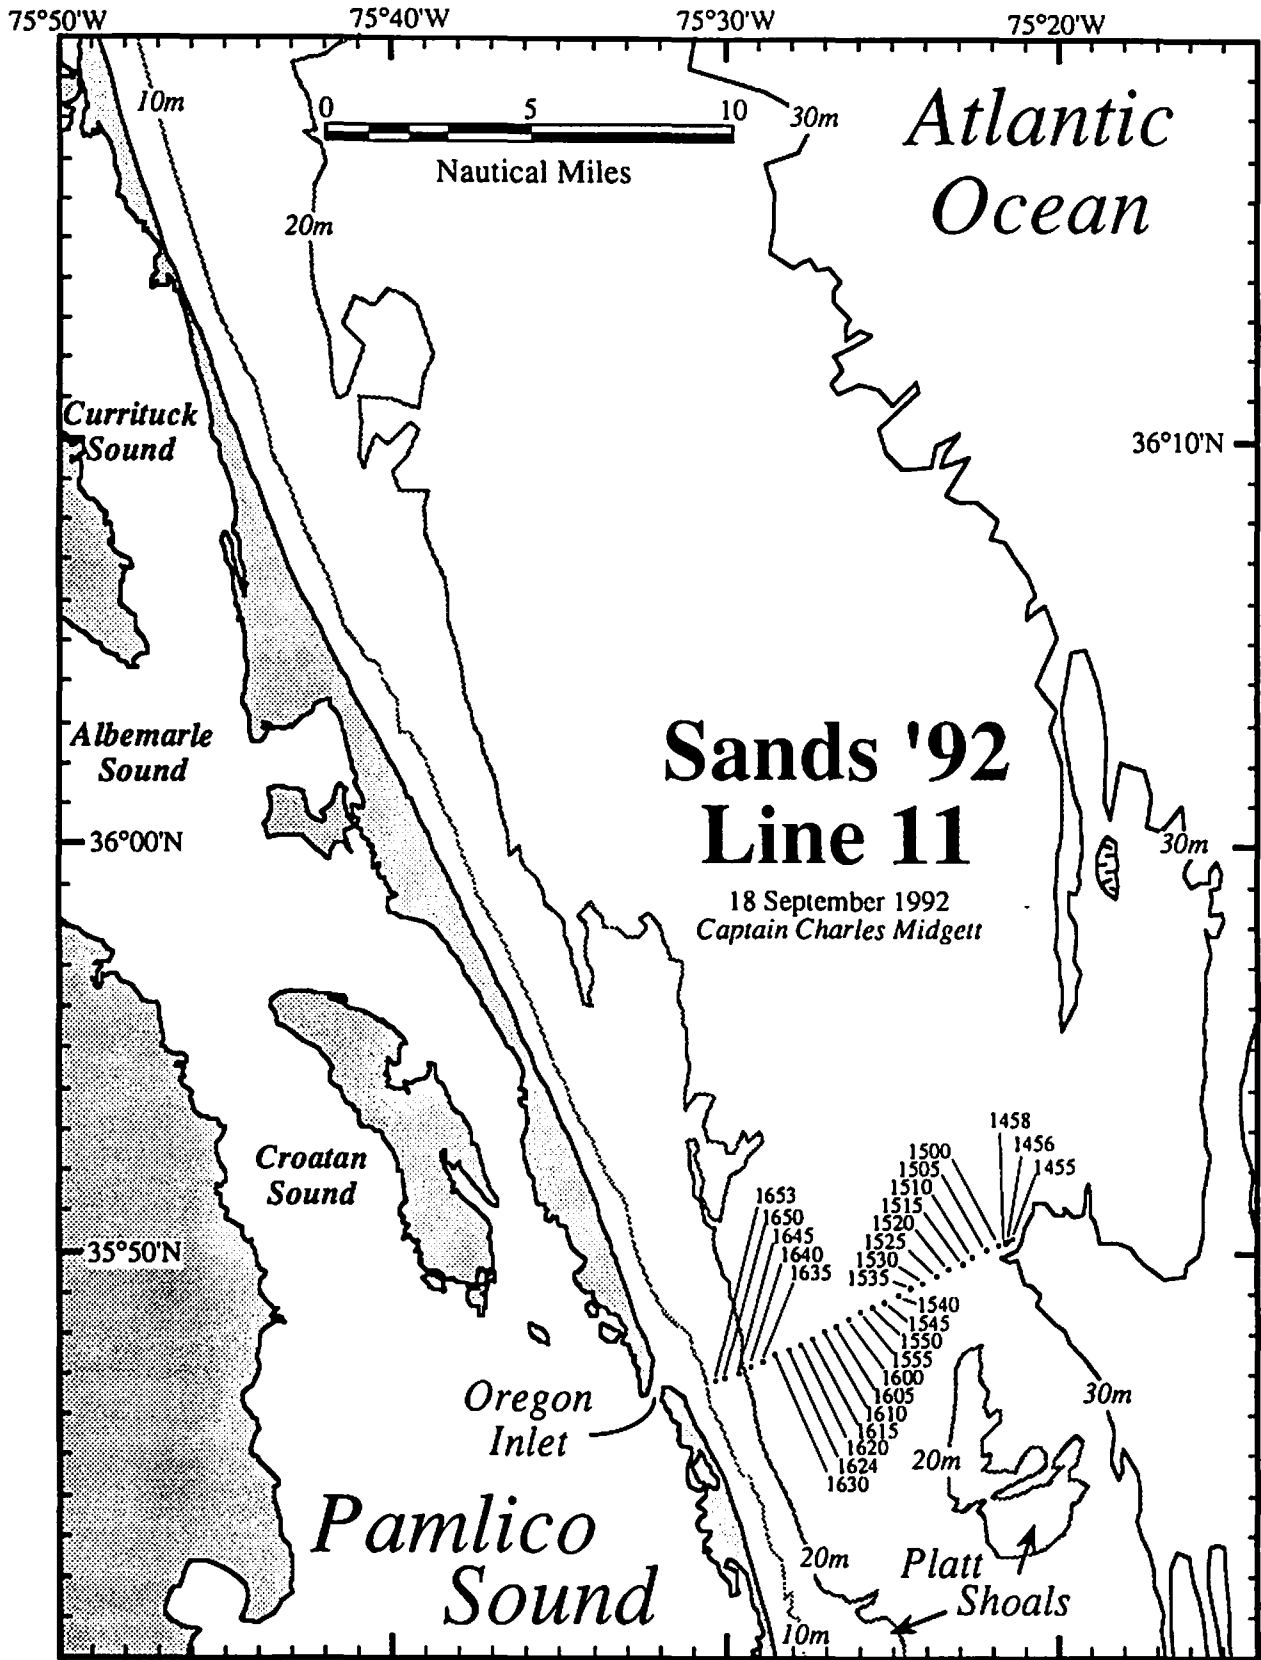 75°50'W
75°40'W
75°30'W
75°20'W
10m
0 5 10
Nautical Miles
30m
Atlantic
Ocean
20m
Currituck
Sound
36°10'N
Albemarle
Sound
Sands '92
Line 11
18 September 1992
Captain Charles Midgett
36°00'N
30m
Croatan
Sound
35°50'N
1458
1456
1455
1500
1505
1510
1515
1520
1525
1530
1535
1653
1650
1645
1640
1635
1540
1545
1550
1555
1600
1605
1610
1615
1620
1624
1630
30m
20m
Oregon
Inlet
Pamlico
Sound
20m
Platt
Shoals
10m